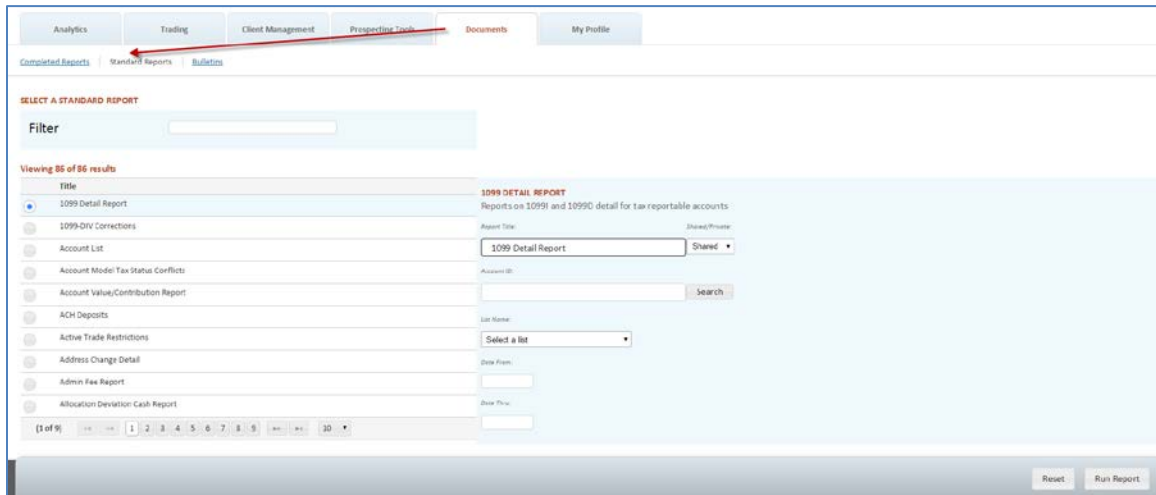 Analytics Trading Client Management Prospecting Tools Documents My Profile
Completed Reports Standard Reports Bulletins
SELECT A STANDARD REPORT
Filter
Viewing 86 of 86 results
Title
1099 Detail Report
1099-DIV Corrections
Account List
Account Model Tax Status Conflicts
Account Value/Contribution Report
ACH Deposits
Active Trade Restrictions
Address Change Detail
Admin Fee Report
Allocation Deviation Cash Report
(1 of 9) 1 2 3 4 5 6 7 8 9 10
1099 DETAIL REPORT
Reports on 1099I and 1099D detail for tax reportable accounts
Report Title: Shared/Private:
1099 Detail Report Shared
Account ID:
Search
List Name:
Select a list
Date From:
Date Thru:
Reset Run Report